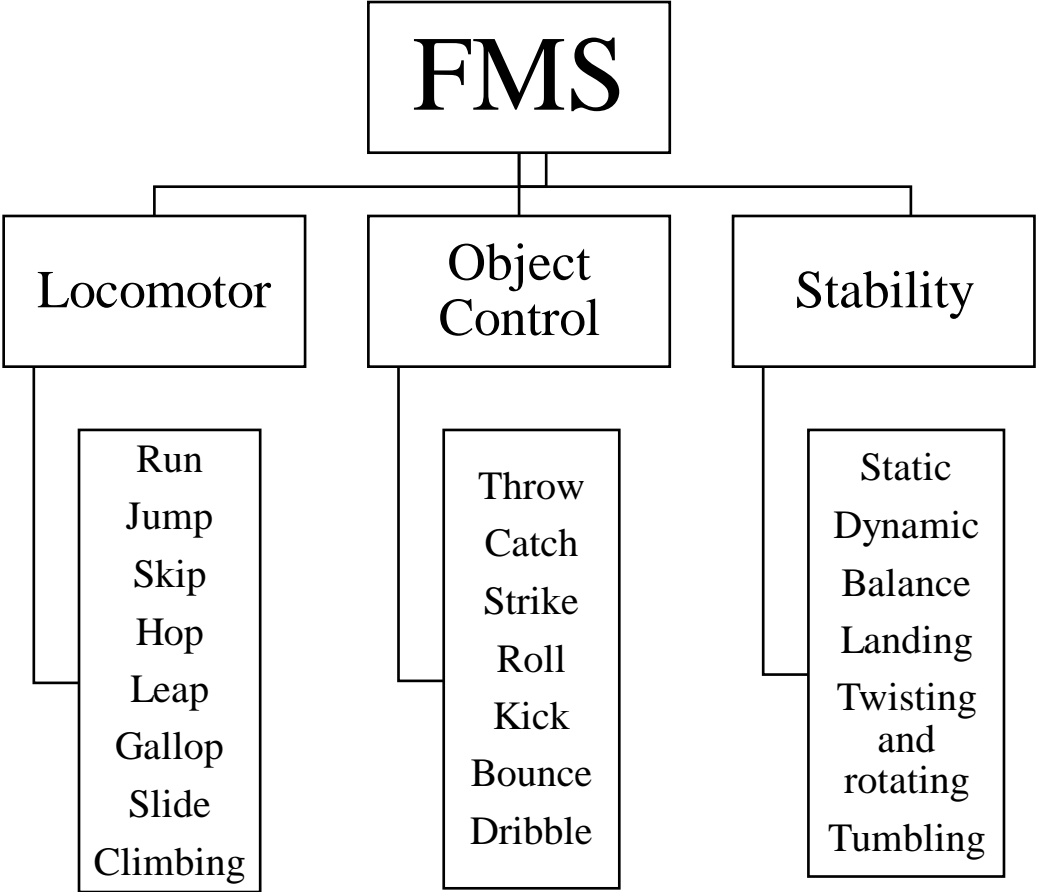 FMS
Locomotor
Object
Control
Stability
Run
Jump
Skip
Hop
Leap
Gallop
Slide
Climbing
Throw
Catch
Strike
Roll
Kick
Bounce
Dribble
Static
Dynamic
Balance
Landing
Twisting
and
rotating
Tumbling